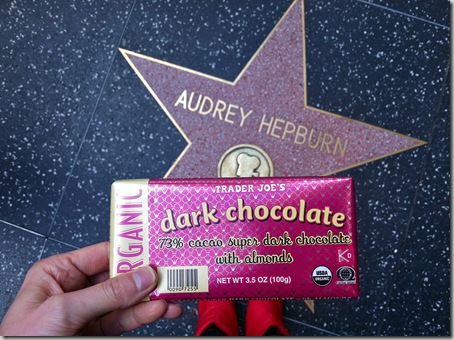 AUDREY HEPBURN
ORGANIC
TRADER JOE'S
dark chocolate
73% cacao super dark chocolate
with almonds
NET WT 3.5 OZ (100g)
USDA
ORGANIC
K